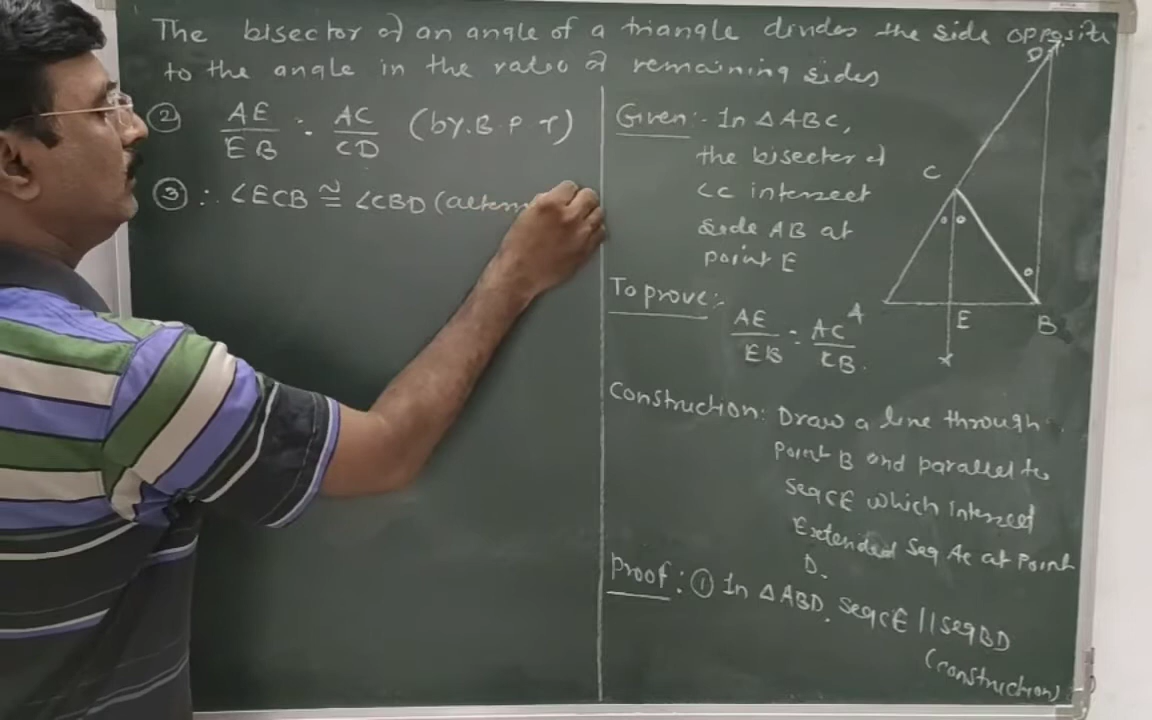 The bisector of an angle of a triangle divides the side opposite
to the angle in the ratio of remaining sides
② AE/EB = AC/CD (by. B. P T)
③ ∴ ∠ECB ≅ ∠CBD (altern
Given :- In △ABC,
the bisector of
∠C intersect
side AB at
point E
To prove:-
AE/EB = AC/CB.
Construction: Draw a line through
Point B and parallel to
Seg CE which intersect
Extended Seg AC at Point
D.
Proof: ① In △ABD, seg CE || seg BD
(construction)
D
C
A
E
B